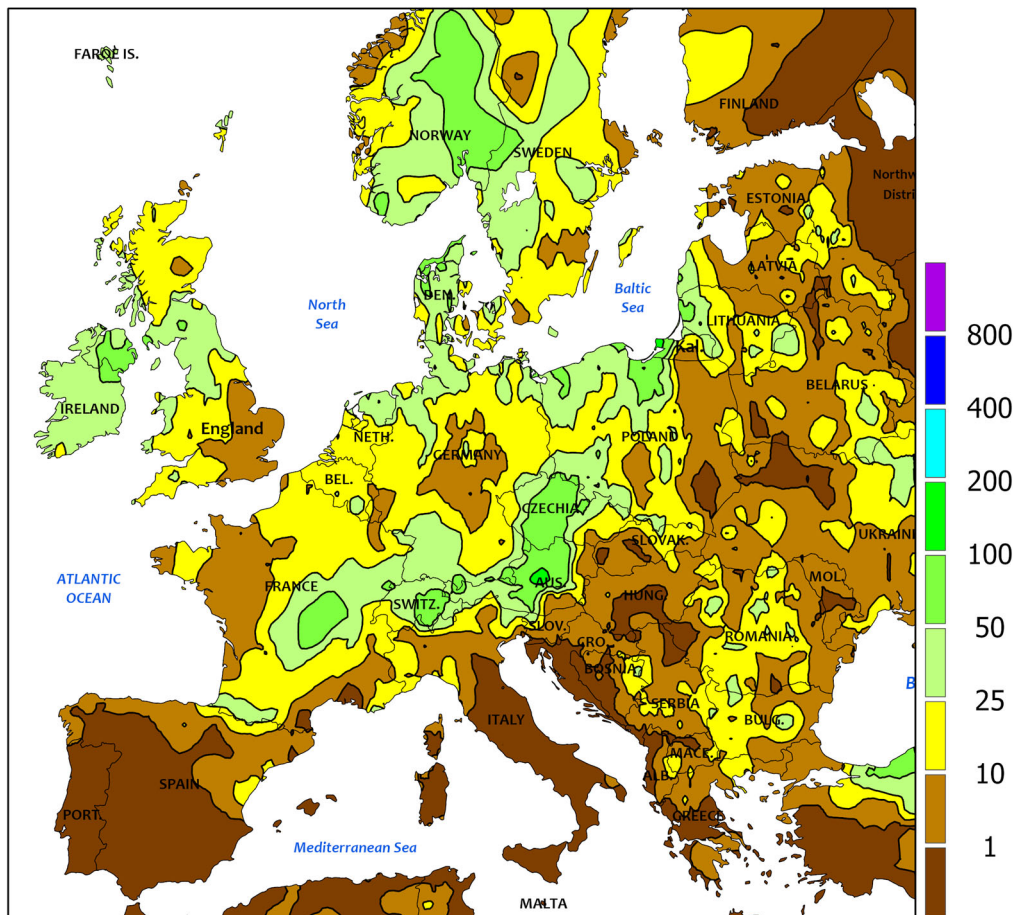 FAROE IS.
FINLAND
NORWAY
SWEDEN
Northw
Distri
ESTONIA
LATVIA
North
Sea
Baltic
Sea
DEN.
LITHUANIA
Kal.
BELARUS
IRELAND
England
NETH.
GERMANY
POLAND
BEL.
CZECHIA
UKRAINI
SLOVAK.
ATLANTIC
OCEAN
FRANCE
AUS.
MOL.
SWITZ.
HUNG.
SLOV.
CRO.
ROMANIA
BOSNIA
B
ITALY
SERBIA
BULG.
MACE.
SPAIN
ALB.
PORT.
GREECE
Mediterranean Sea
MALTA
800
400
200
100
50
25
10
1